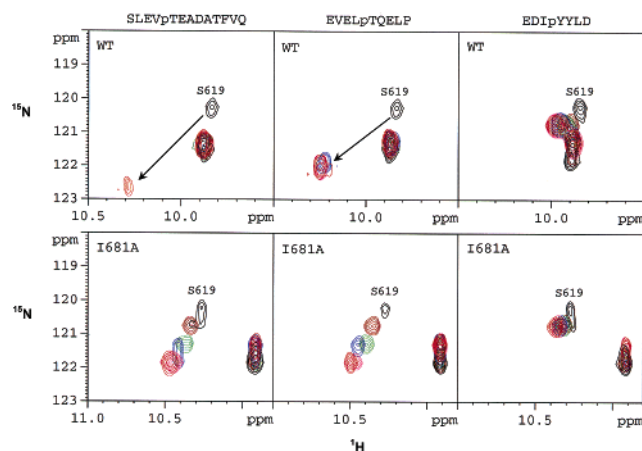 SLEVpTEADATFVQ EVELpTQELP EDIpYYLD
ppm
WT WT WT
119
S619 S619 S619
15N
120
121
122
123
10.5 10.0 ppm 10.0 ppm 10.0 ppm
ppm
I681A I681A I681A
119
S619 S619 S619
15N
120
121
122
123
11.0 10.5 ppm 10.5 ppm 10.5 ppm
1H